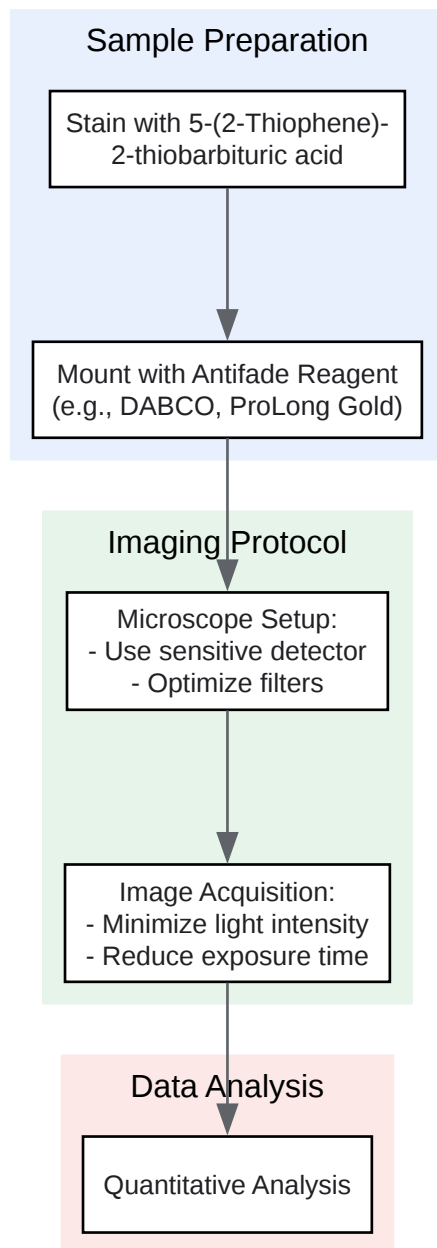 Sample Preparation
Stain with 5-(2-Thiophene)-
2-thiobarbituric acid
Mount with Antifade Reagent
(e.g., DABCO, ProLong Gold)
Imaging Protocol
Microscope Setup:
- Use sensitive detector
- Optimize filters
Image Acquisition:
- Minimize light intensity
- Reduce exposure time
Data Analysis
Quantitative Analysis